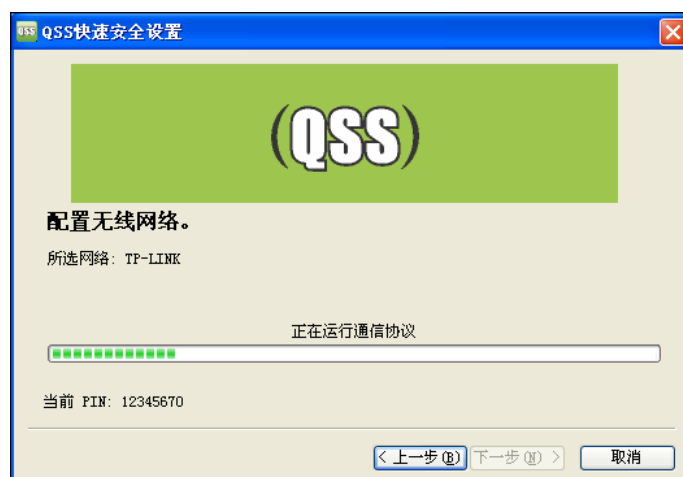 QSS QSS快速安全设置
(QSS)
配置无线网络。
所选网络: TP-LINK
正在运行通信协议
当前 PIN: 12345670
< 上一步(B) 下一步(N) > 取消